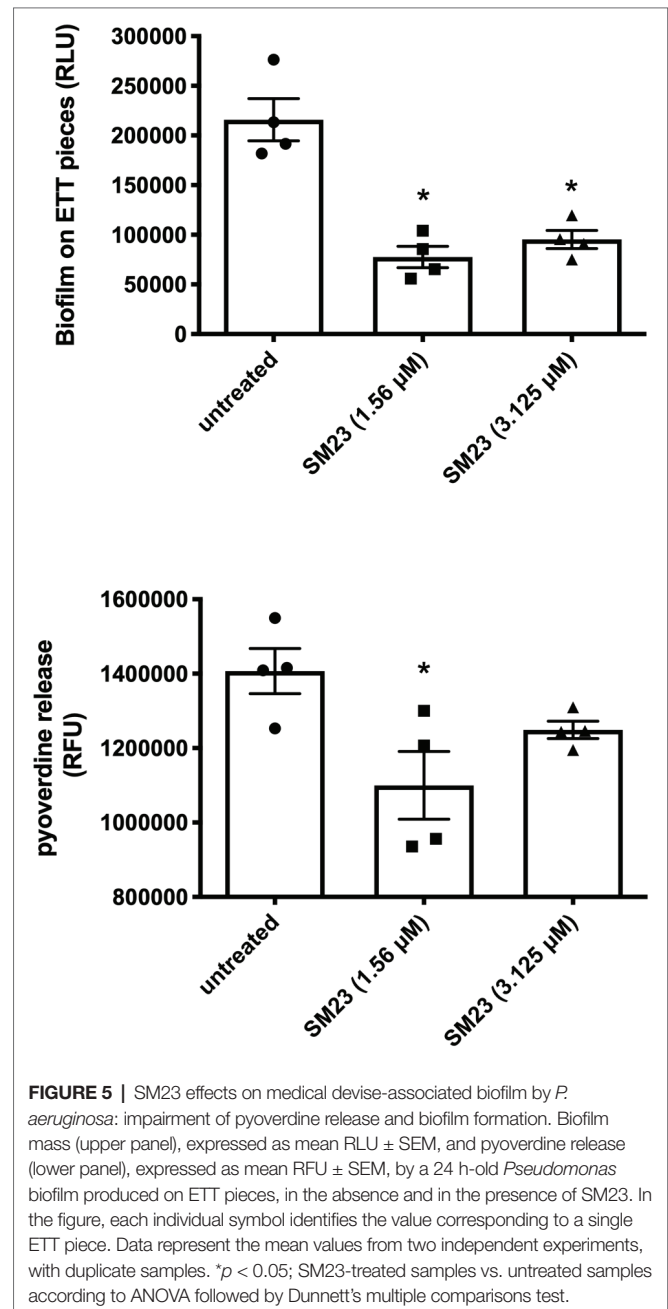 Biofilm on ETT pieces (RLU)
300000
250000
200000
150000
100000
50000
0
*
*
untreated
SM23 (1.56 µM)
SM23 (3.125 µM)
pyoverdine release
(RFU)
1600000
1400000
1200000
1000000
800000
*
untreated
SM23 (1.56 µM)
SM23 (3.125 µM)
FIGURE 5 | SM23 effects on medical devise-associated biofilm by P.
aeruginosa: impairment of pyoverdine release and biofilm formation. Biofilm
mass (upper panel), expressed as mean RLU ± SEM, and pyoverdine release
(lower panel), expressed as mean RFU ± SEM, by a 24 h-old Pseudomonas
biofilm produced on ETT pieces, in the absence and in the presence of SM23. In
the figure, each individual symbol identifies the value corresponding to a single
ETT piece. Data represent the mean values from two independent experiments,
with duplicate samples. *p < 0.05; SM23-treated samples vs. untreated samples
according to ANOVA followed by Dunnett's multiple comparisons test.